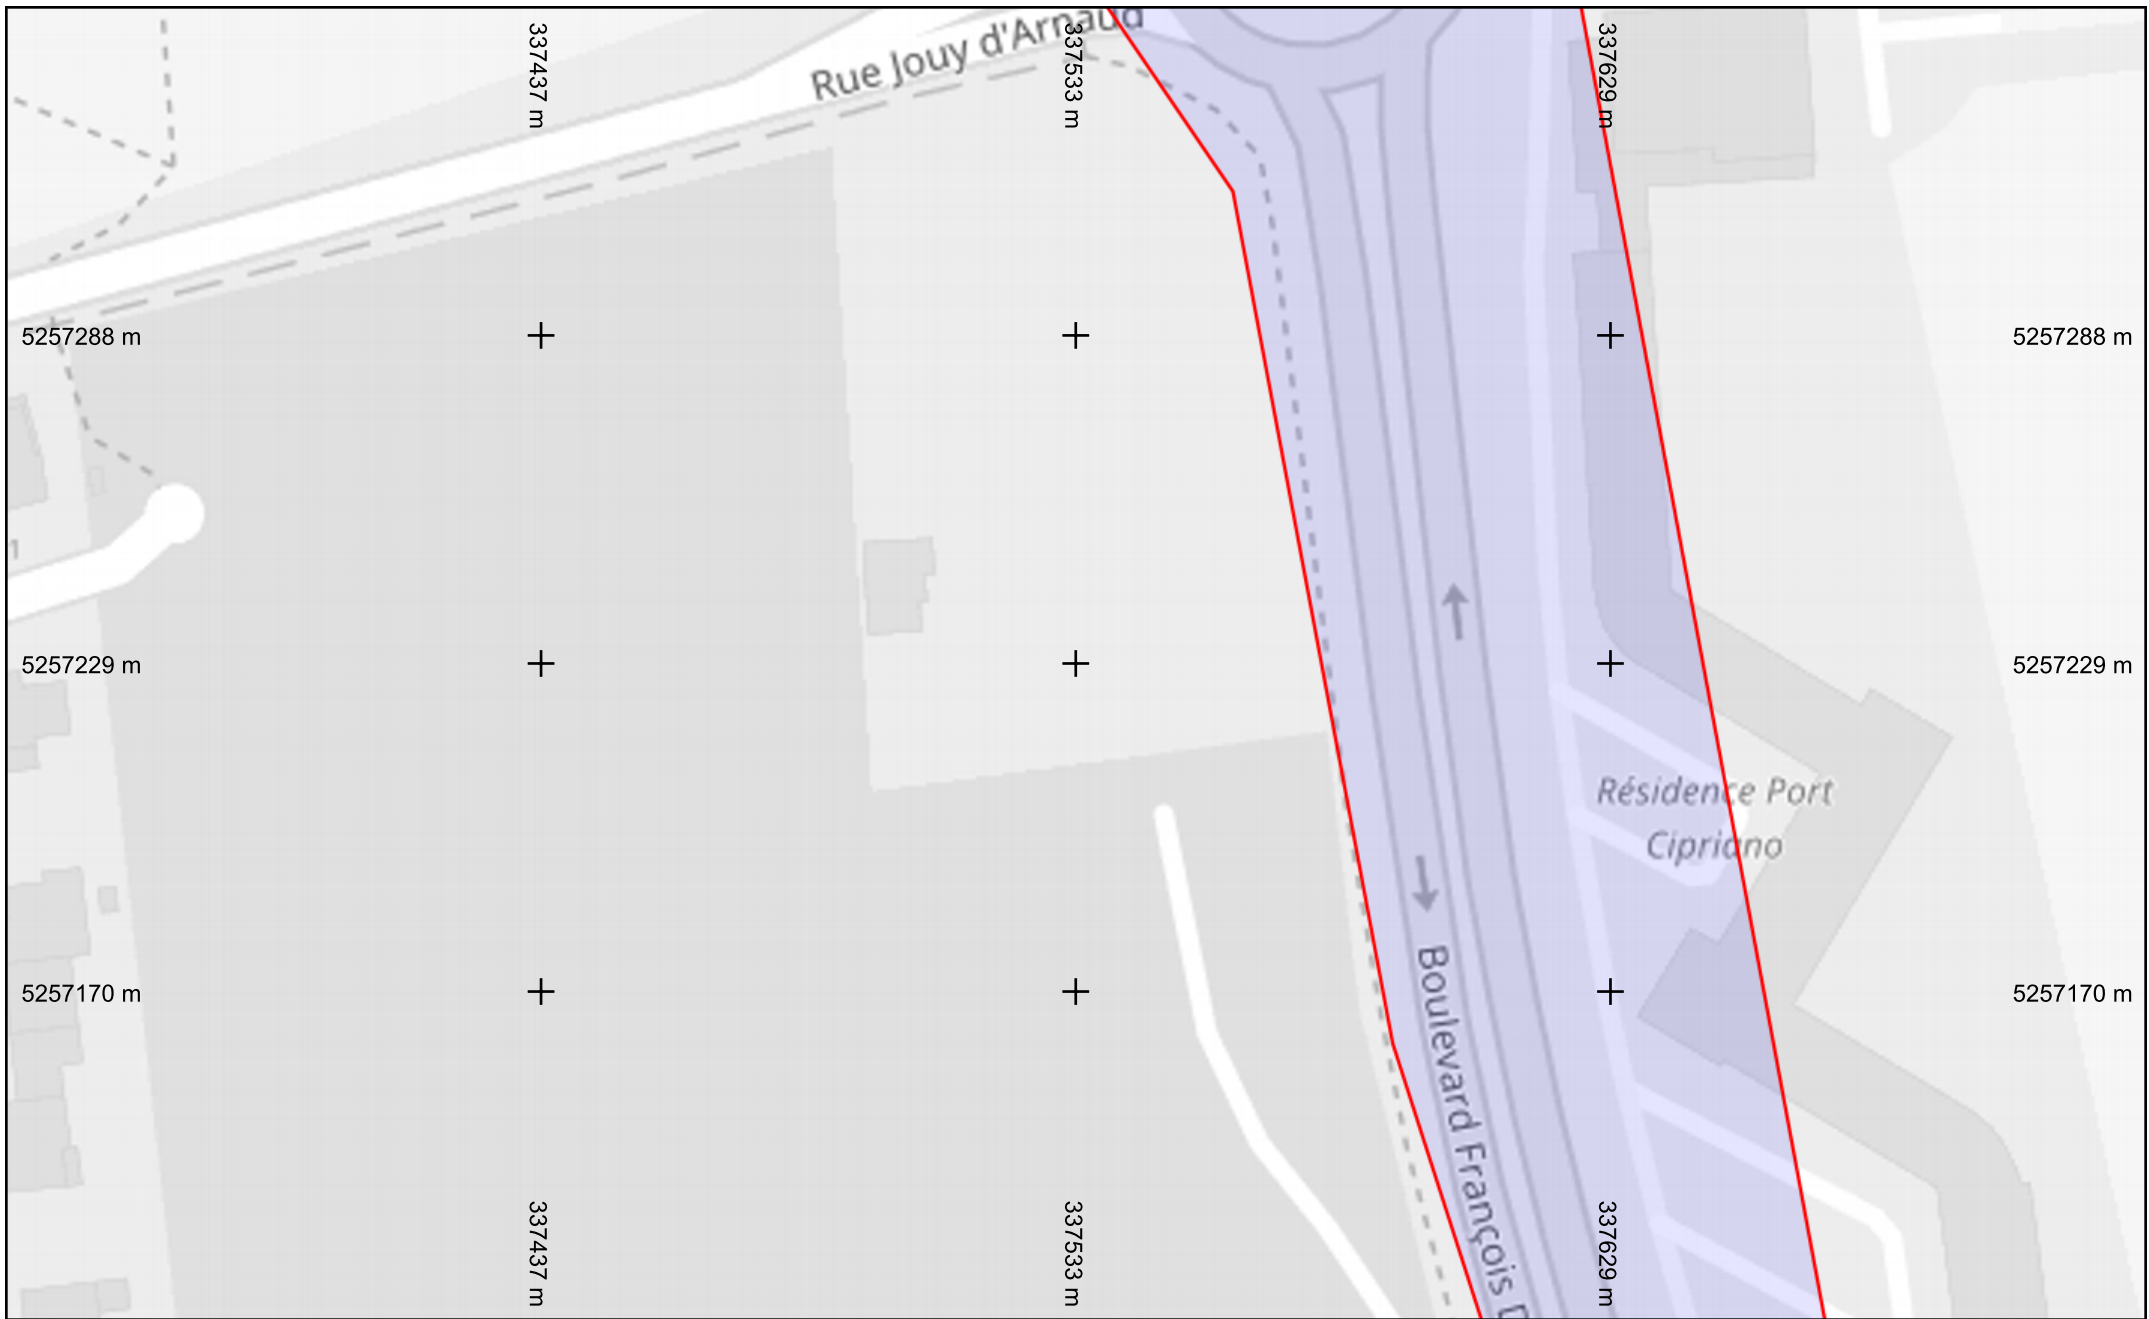 Rue Jouy d'Arnaud
337437 m
337533 m
337629 m
5257288 m
5257288 m
5257229 m
5257229 m
Résidence Port
Cipriano
5257170 m
5257170 m
Boulevard François D
337437 m
337533 m
337629 m